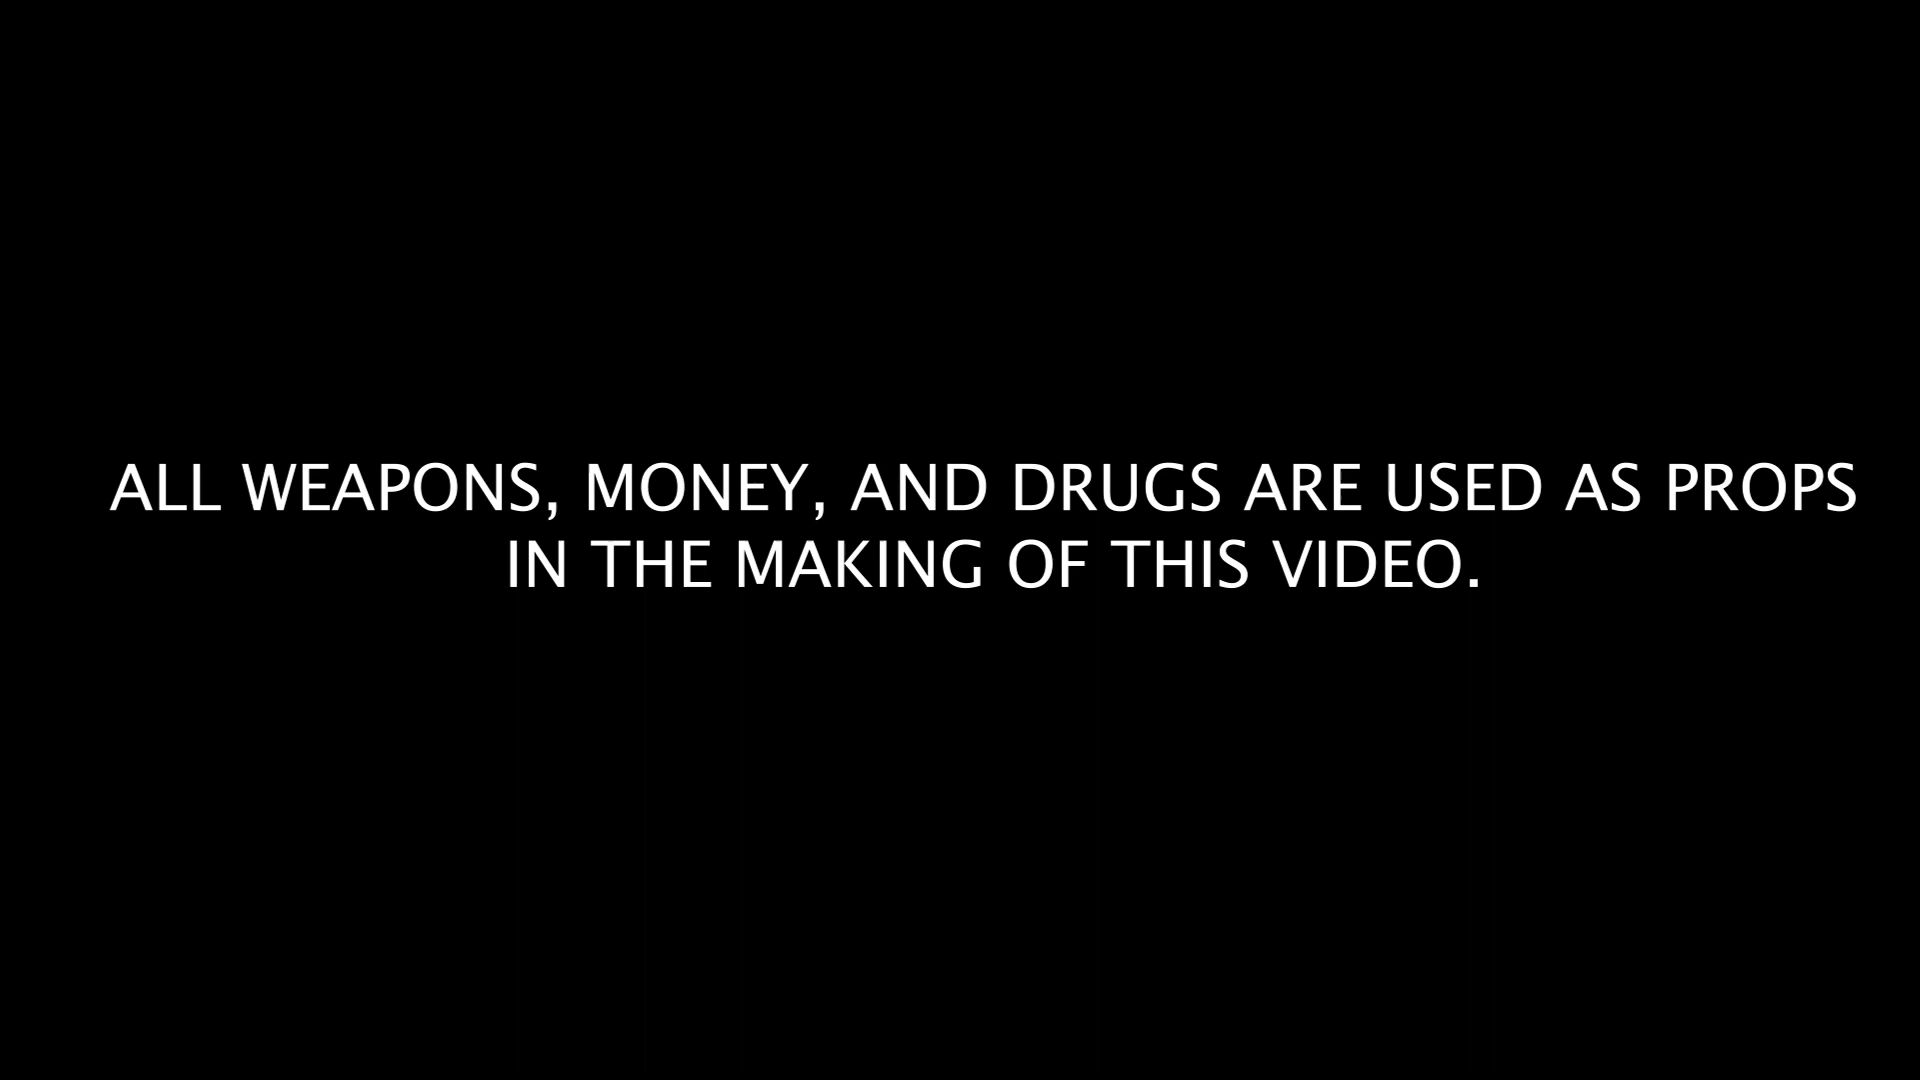 ALL WEAPONS, MONEY, AND DRUGS ARE USED AS PROPS
IN THE MAKING OF THIS VIDEO.